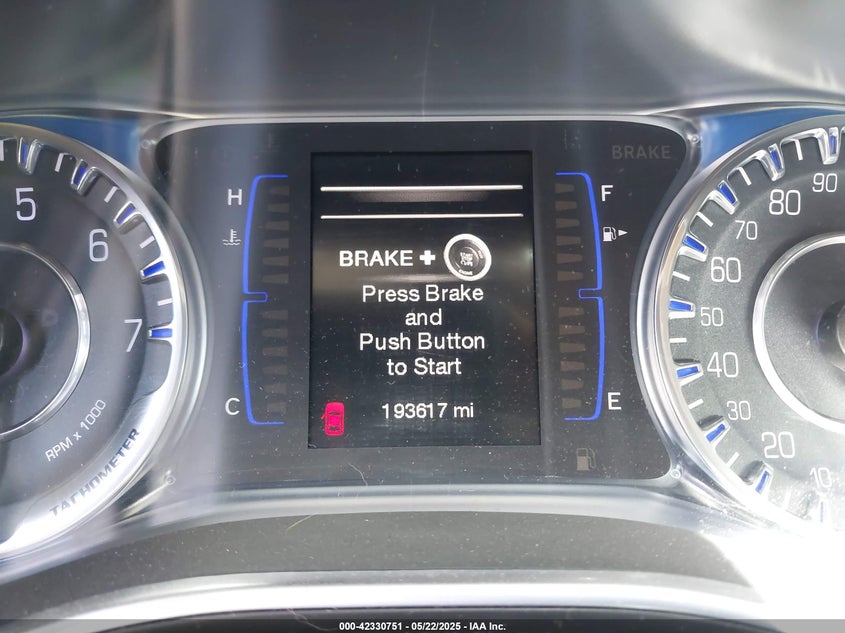 BRAKE
H
F
BRAKE +
Press Brake
and
Push Button
to Start
C
193617 mi
E
5
6
7
RPM x 1000
TACHOMETER
90
80
70
60
50
40
30
20
10
000-42330751 — 05/22/2025 — IAA Inc.